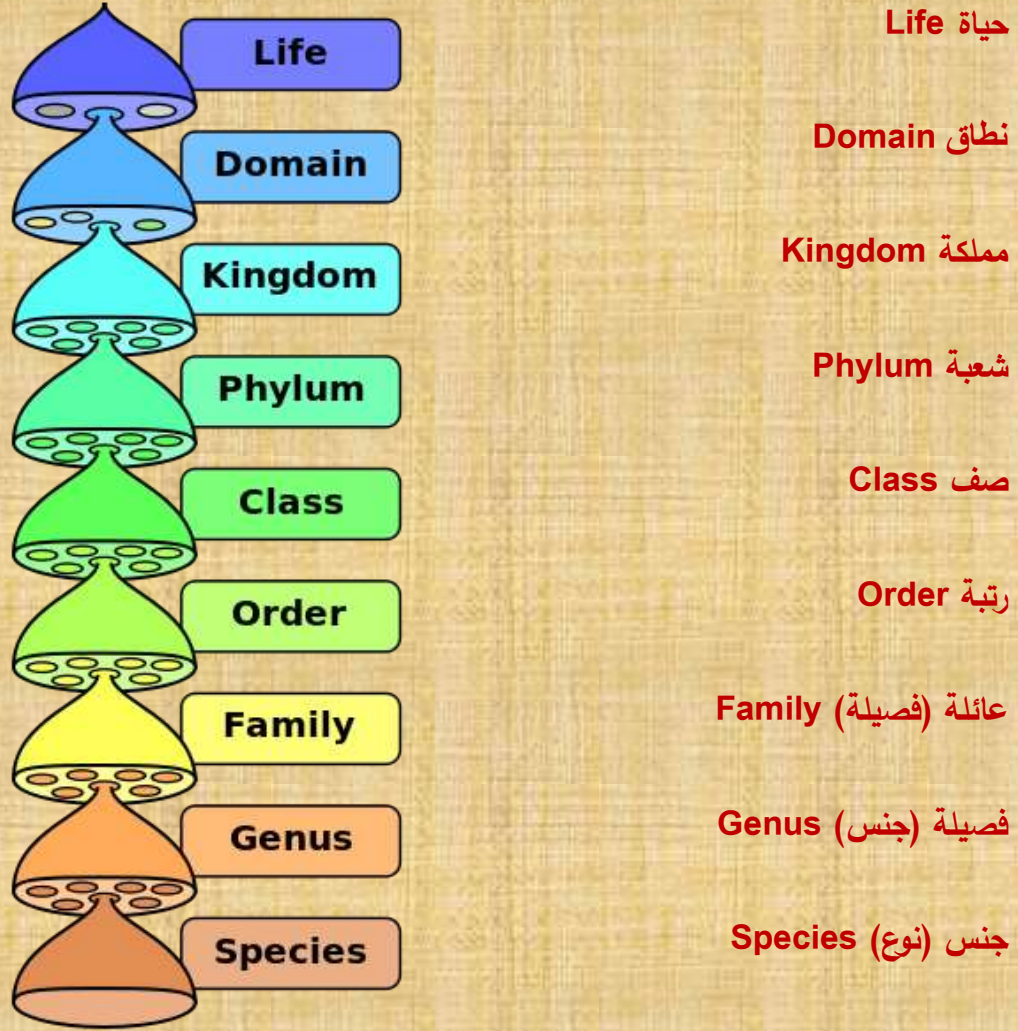 Life
حياة Life
Domain
نطاق Domain
Kingdom
مملكة Kingdom
Phylum
شعبة Phylum
Class
صف Class
Order
رتبة Order
Family
عائلة (فصيلة) Family
Genus
فصيلة (جنس) Genus
Species
جنس (نوع) Species